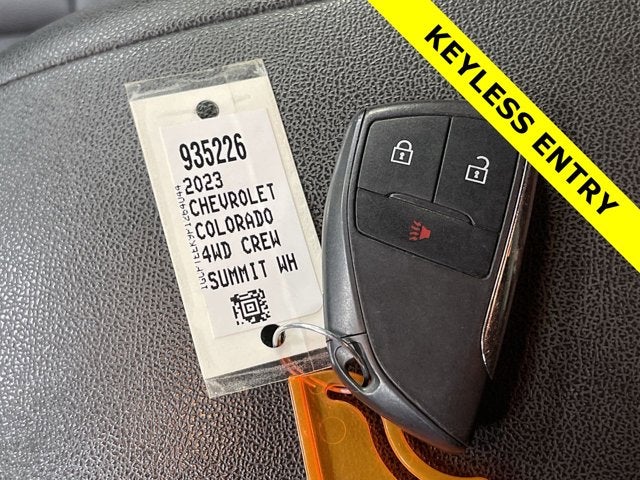 KEYLESS ENTRY
935226
2023
CHEVROLET
COLORADO
4WD CREW
SUMMIT WH